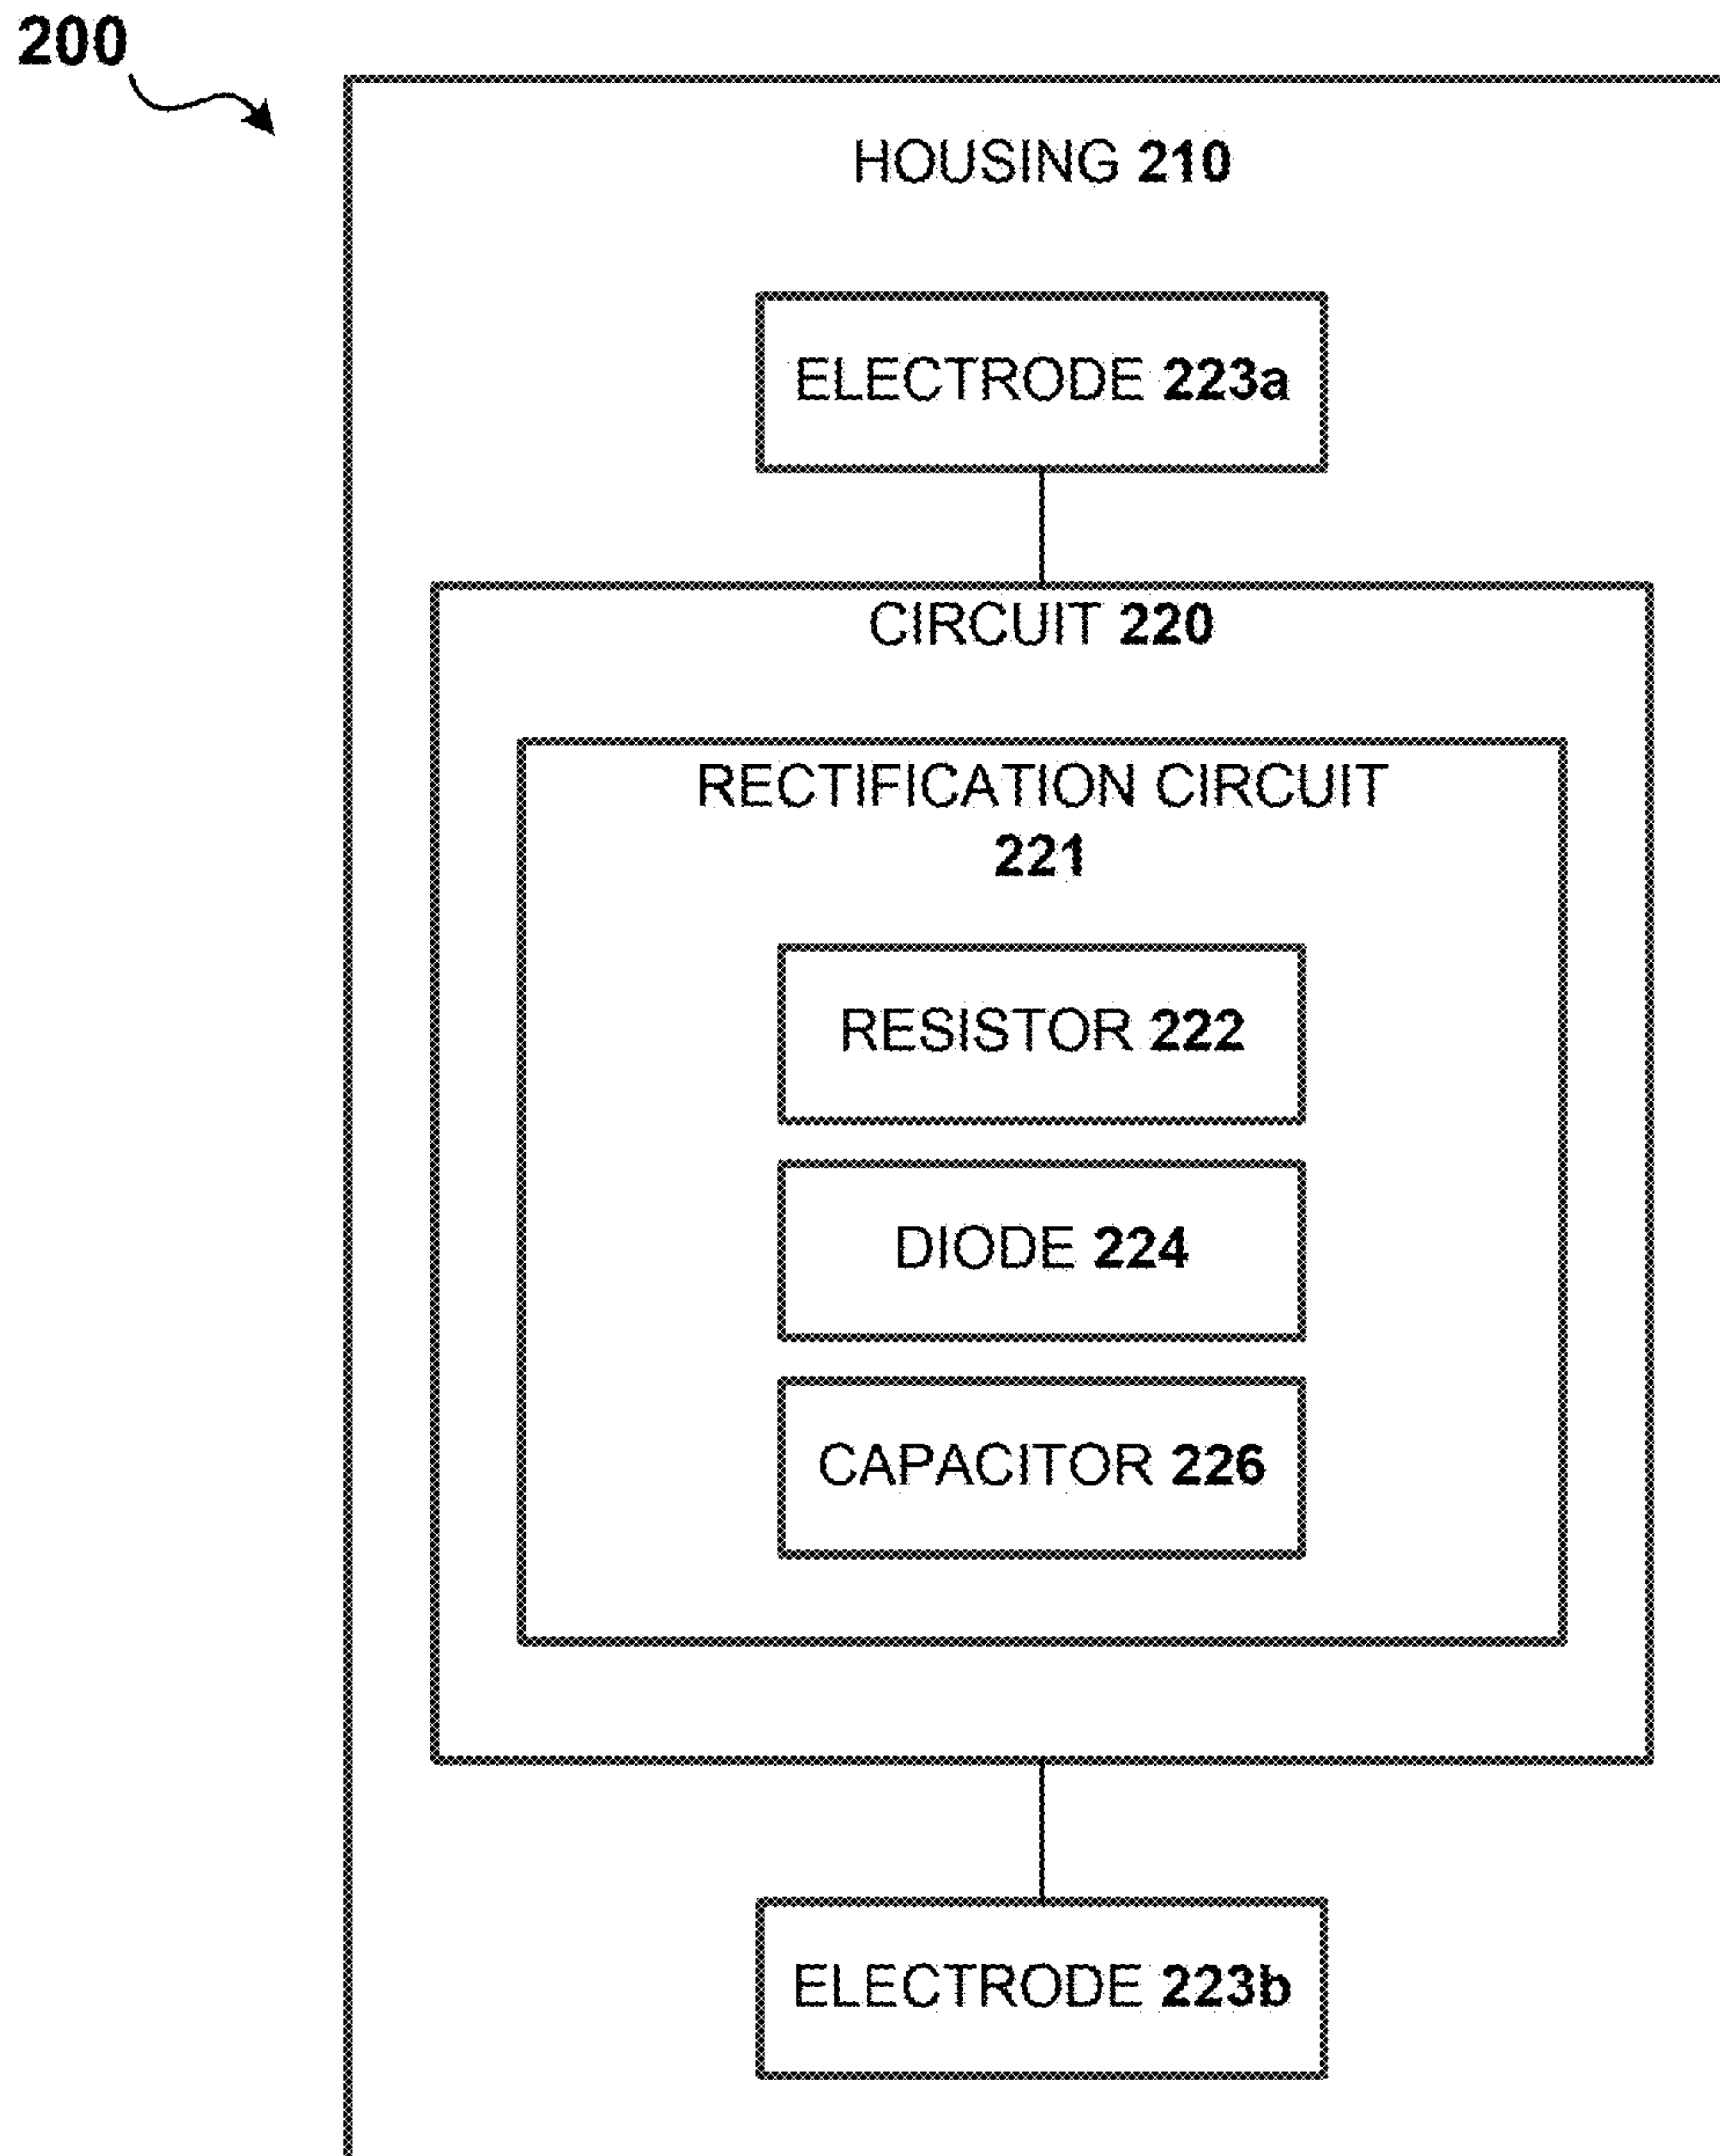 200
HOUSING 210
ELECTRODE 223a
CIRCUIT 220
RECTIFICATION CIRCUIT
221
RESISTOR 222
DIODE 224
CAPACITOR 226
ELECTRODE 223b